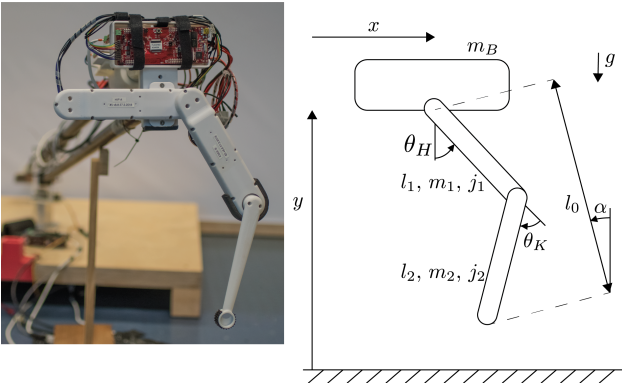 x
m_B
g
θ_H
l_1, m_1, j_1
y
l_0
α
θ_K
l_2, m_2, j_2